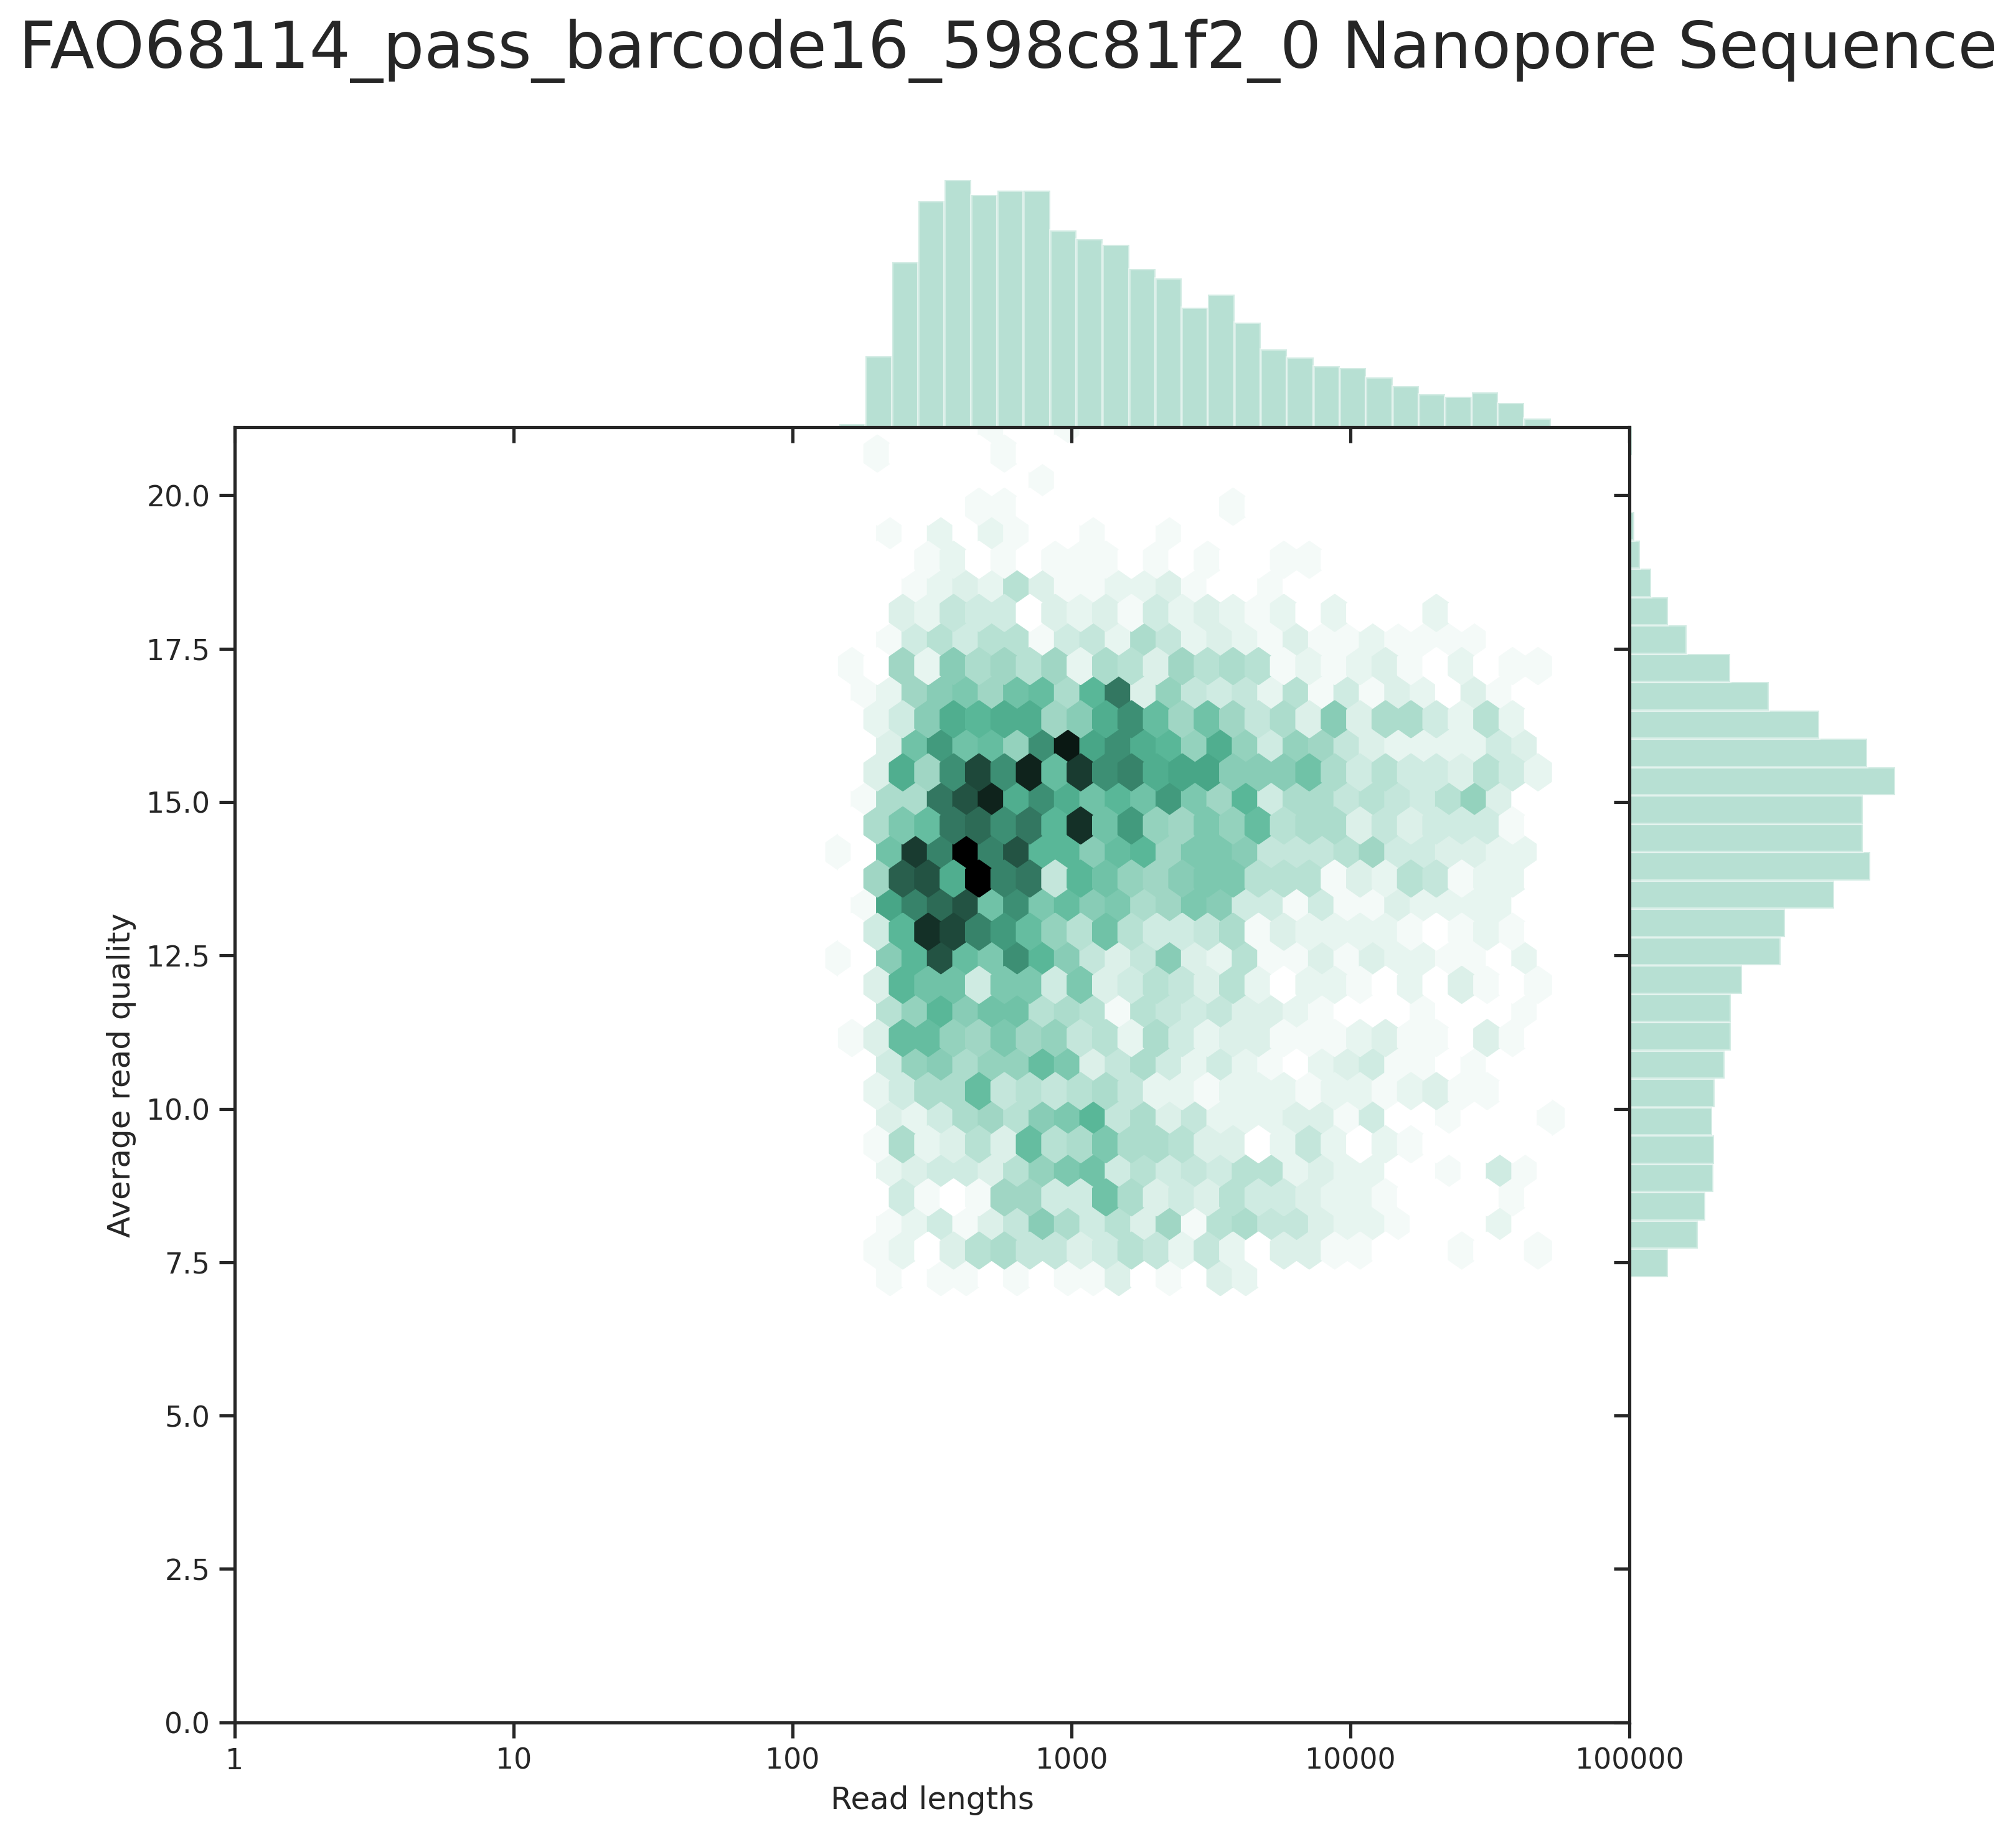 FAO68114_pass_barcode16_598c81f2_0 Nanopore Sequence
20.0
17.5
15.0
12.5
10.0
7.5
5.0
2.5
0.0
Average read quality
1 10 100 1000 10000 100000
Read lengths